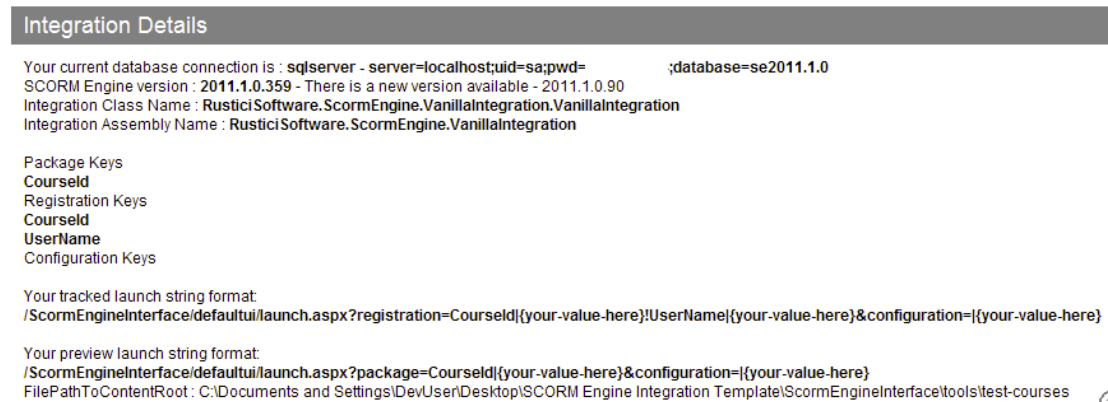 Integration Details
Your current database connection is : sqlserver - server=localhost;uid=sa;pwd= ;database=se2011.1.0
SCORM Engine version : 2011.1.0.359 - There is a new version available - 2011.1.0.90
Integration Class Name : RusticiSoftware.ScormEngine.VanillaIntegration.VanillaIntegration
Integration Assembly Name : RusticiSoftware.ScormEngine.VanillaIntegration
Package Keys
CourseId
Registration Keys
CourseId
UserName
Configuration Keys
Your tracked launch string format:
/ScormEngineInterface/defaultui/launch.aspx?registration=CourseId|{your-value-here}!UserName|{your-value-here}&configuration=|{your-value-here}
Your preview launch string format:
/ScormEngineInterface/defaultui/launch.aspx?package=CourseId|{your-value-here}&configuration=|{your-value-here}
FilePathToContentRoot : C:\Documents and Settings\DevUser\Desktop\SCORM Engine Integration Template\ScormEngineInterface\tools\test-courses